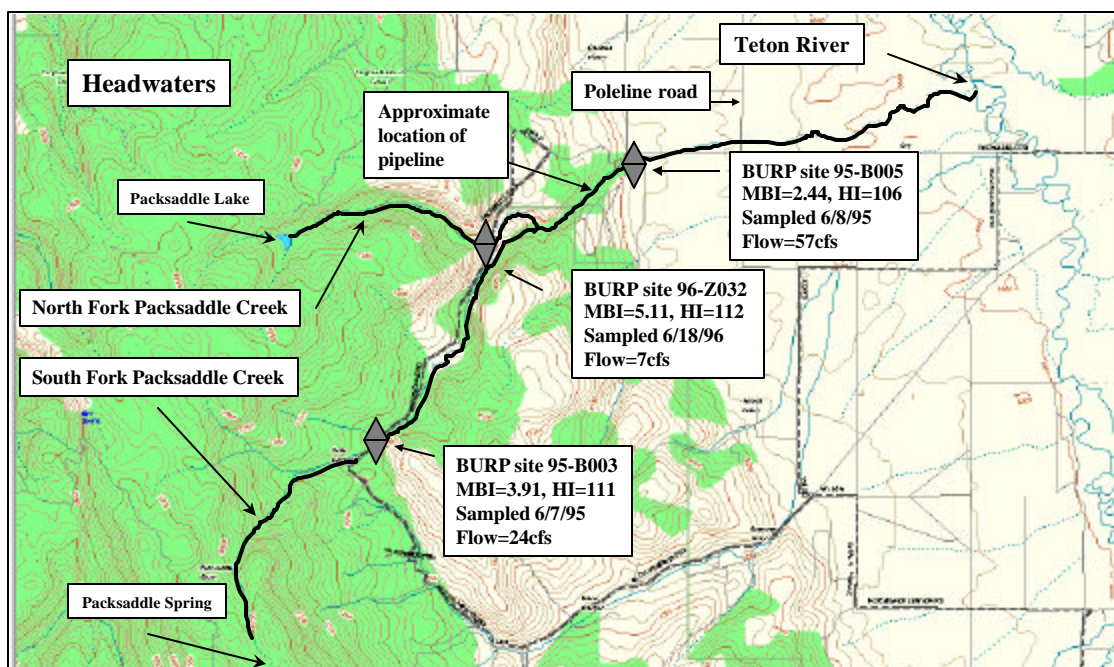 Headwaters
Teton River
Poleline road
Approximate
location of
pipeline
BURP site 95-B005
MBI=2.44, HI=106
Sampled 6/8/95
Flow=57cfs
Packsaddle Lake
North Fork Packsaddle Creek
BURP site 96-Z032
MBI=5.11, HI=112
Sampled 6/18/96
Flow=7cfs
South Fork Packsaddle Creek
BURP site 95-B003
MBI=3.91, HI=111
Sampled 6/7/95
Flow=24cfs
Packsaddle Spring